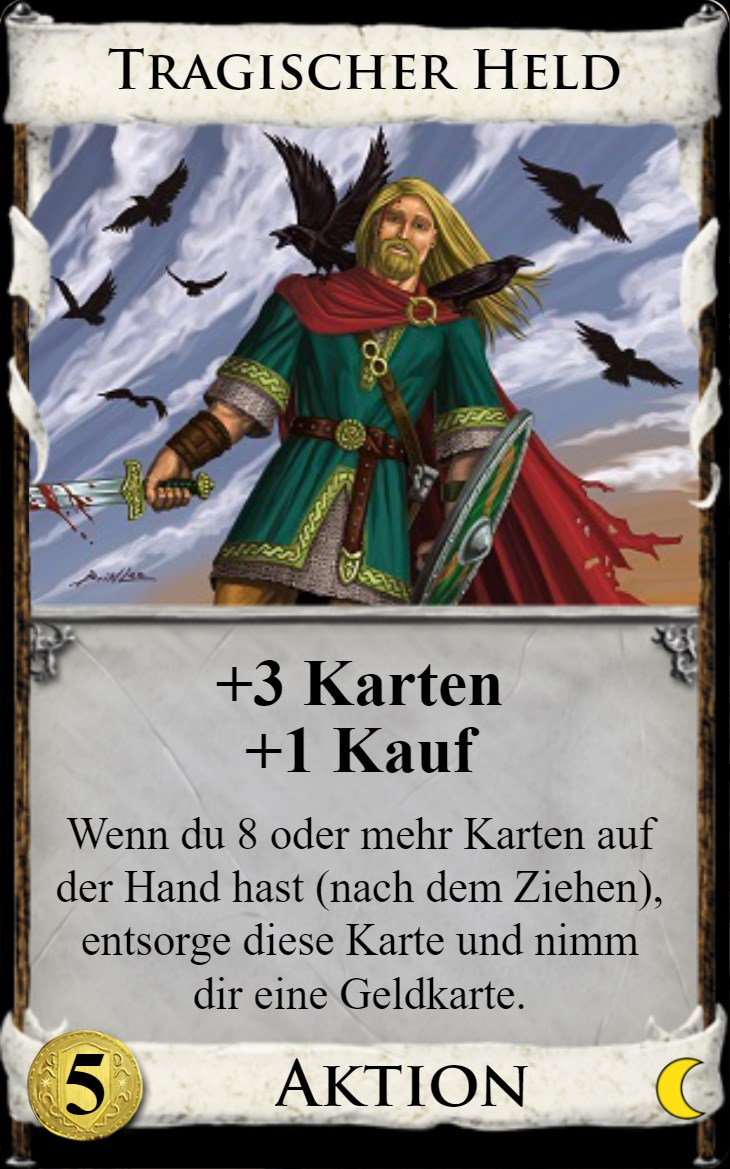 Tragischer Held
+3 Karten
+1 Kauf
Wenn du 8 oder mehr Karten auf
der Hand hast (nach dem Ziehen),
entsorge diese Karte und nimm
dir eine Geldkarte.
5
Aktion